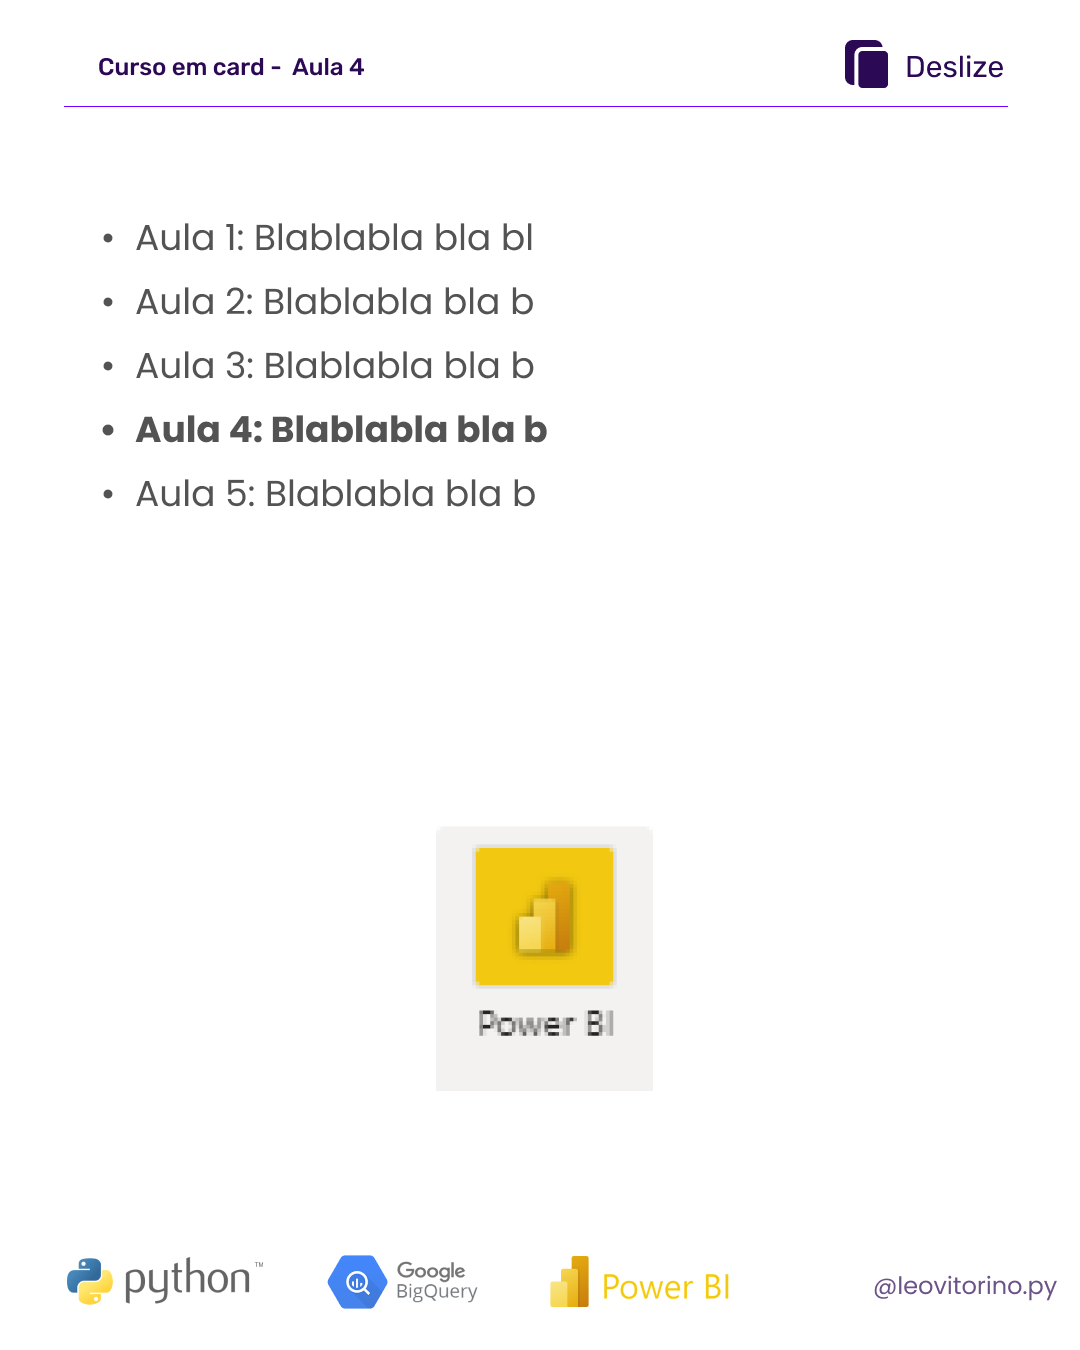 Curso em card - Aula 4
Deslize
• Aula 1: Blablabla bla bl
• Aula 2: Blablabla bla b
• Aula 3: Blablabla bla b
• Aula 4: Blablabla bla b
• Aula 5: Blablabla bla b
Power BI
python™
Google
BigQuery
Power BI
@leovitorino.py